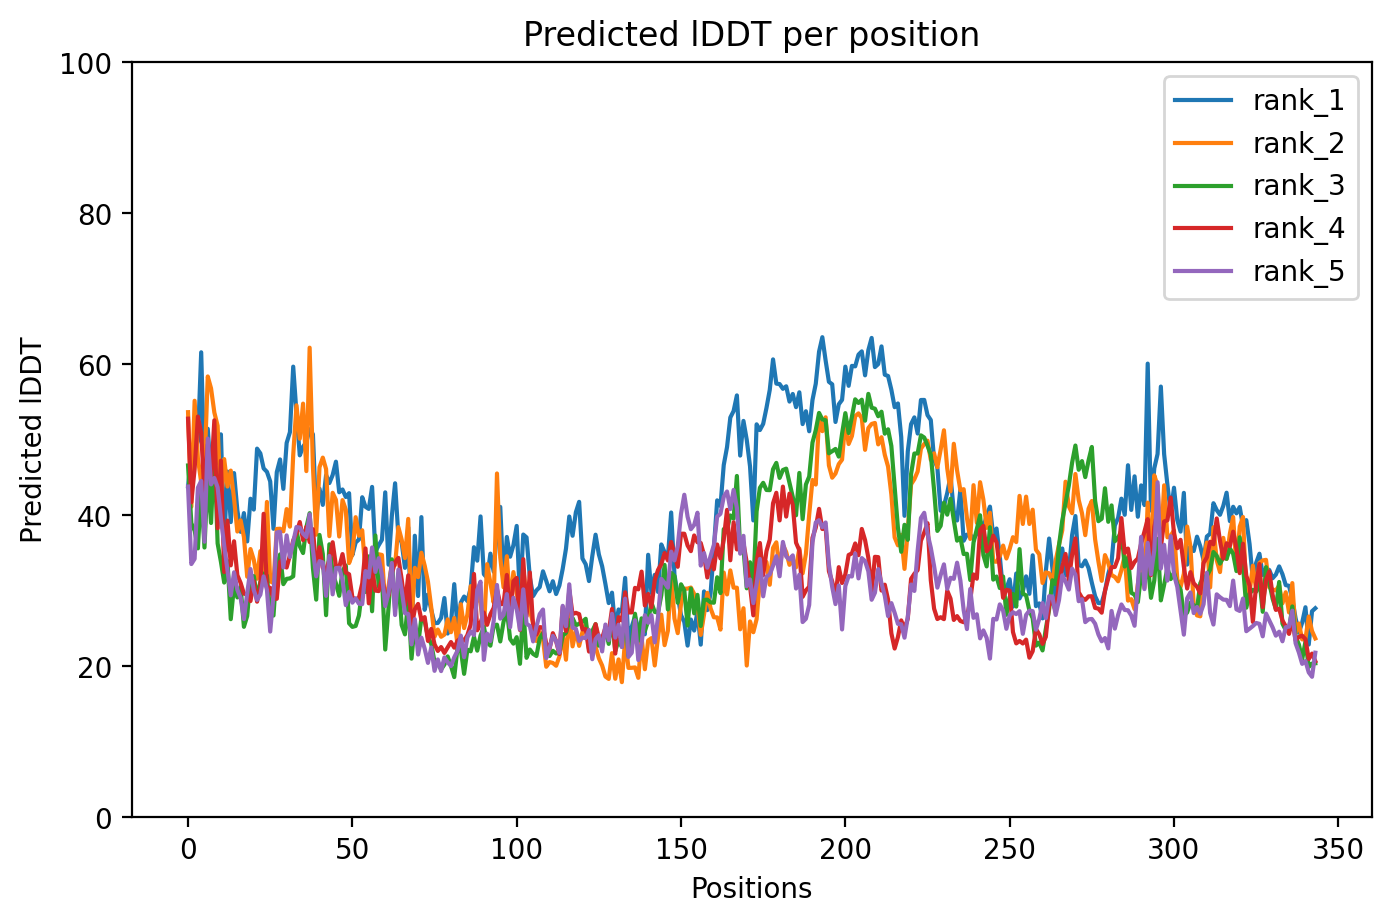 Predicted lDDT per position
100
80
60
40
20
0
Predicted lDDT
0 50 100 150 200 250 300 350
Positions
rank_1
rank_2
rank_3
rank_4
rank_5